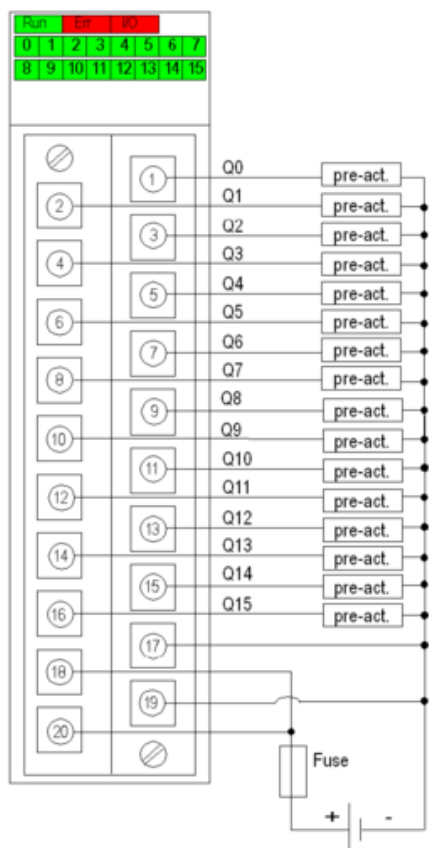 Run Err I/O
0 1 2 3 4 5 6 7
8 9 10 11 12 13 14 15
1 Q0 pre-act.
2 Q1 pre-act.
3 Q2 pre-act.
4 Q3 pre-act.
5 Q4 pre-act.
6 Q5 pre-act.
7 Q6 pre-act.
8 Q7 pre-act.
9 Q8 pre-act.
10 Q9 pre-act.
11 Q10 pre-act.
12 Q11 pre-act.
13 Q12 pre-act.
14 Q13 pre-act.
15 Q14 pre-act.
16 Q15 pre-act.
17
18
19
20
Fuse
+ -